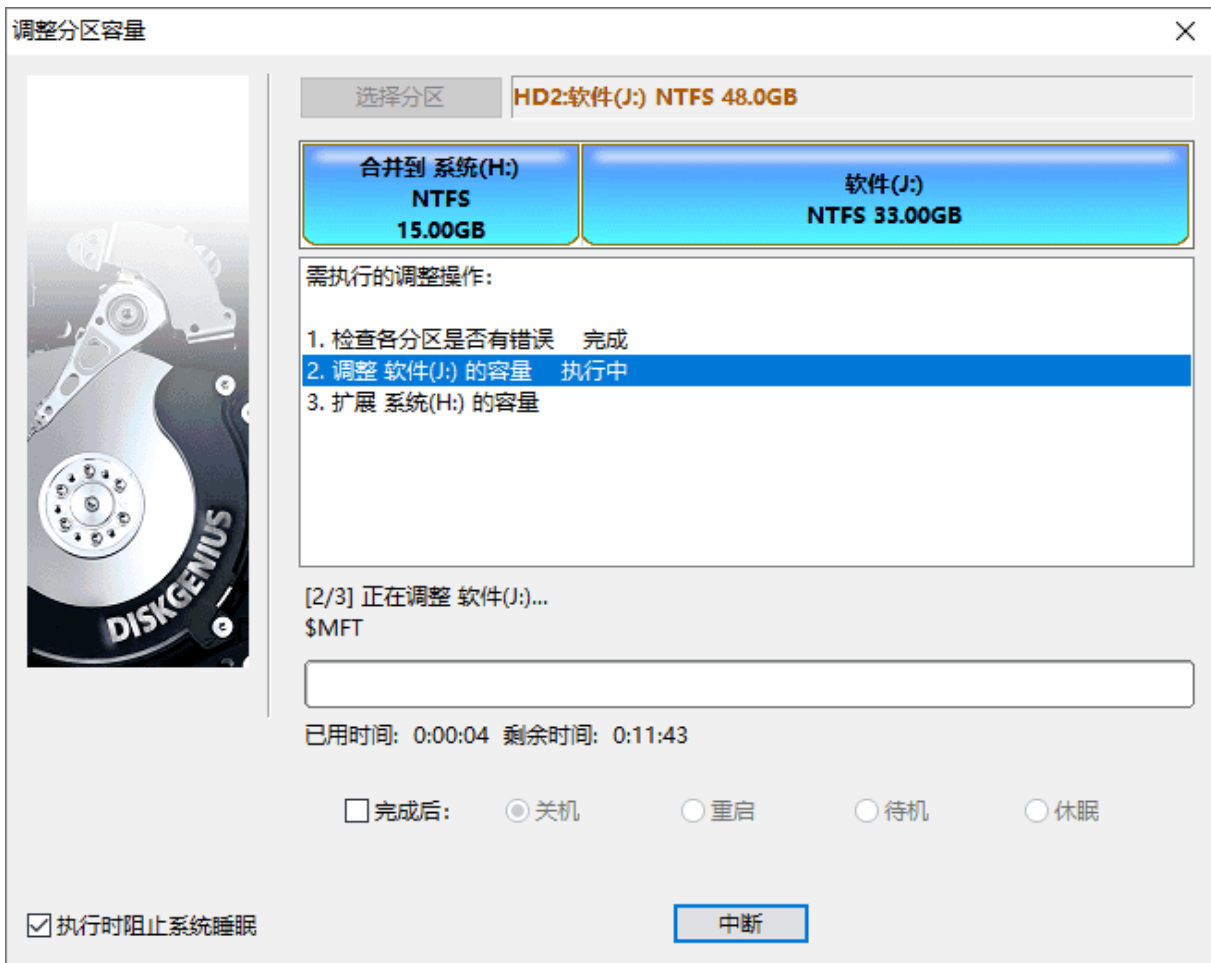 调整分区容量
选择分区
HD2:软件(J:) NTFS 48.0GB
合并到 系统(H:)
NTFS
15.00GB
软件(J:)
NTFS 33.00GB
需执行的调整操作:
1. 检查各分区是否有错误 完成
2. 调整 软件(J:) 的容量 执行中
3. 扩展 系统(H:) 的容量
DISKGENIUS
[2/3] 正在调整 软件(J:)...
$MFT
已用时间: 0:00:04 剩余时间: 0:11:43
完成后: 关机 重启 待机 休眠
执行时阻止系统睡眠
中断